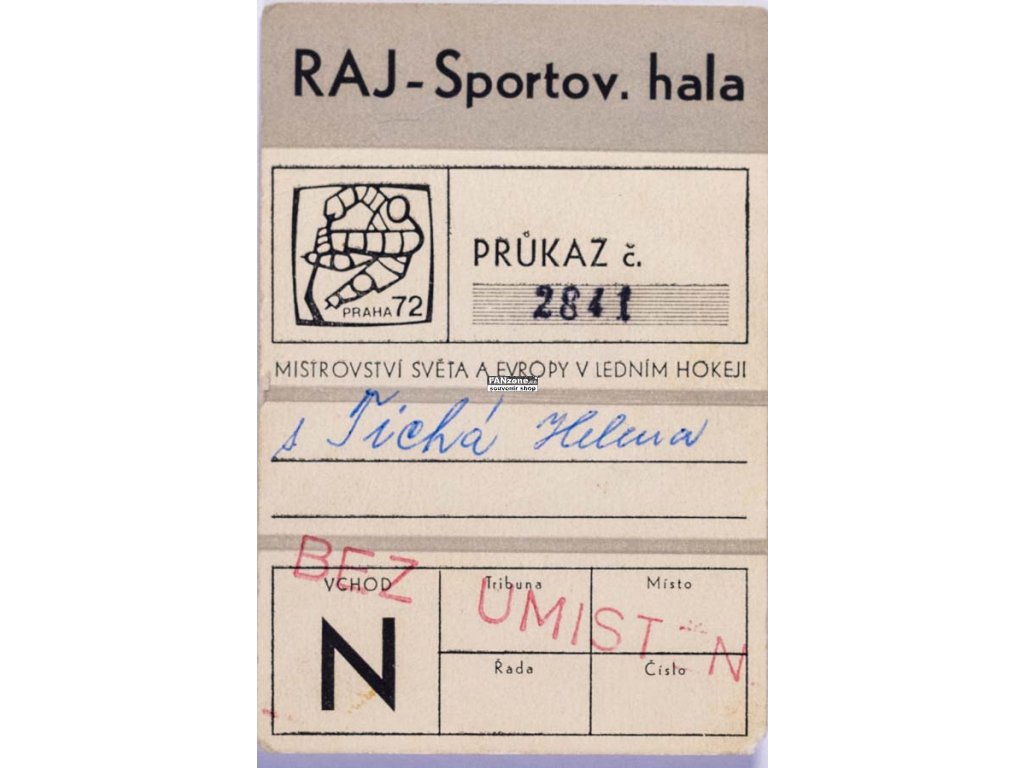 RAJ - Sportov. hala
PRAHA 72
PRŮKAZ č.
2841
MISTROVSTVÍ SVĚTA A EVROPY V LEDNÍM HOKEJI
FANzone.cz
souvenir shop
s Tichá Helena
BEZ UMIST
VCHOD
N
Tribuna
Místo
Řada
Číslo